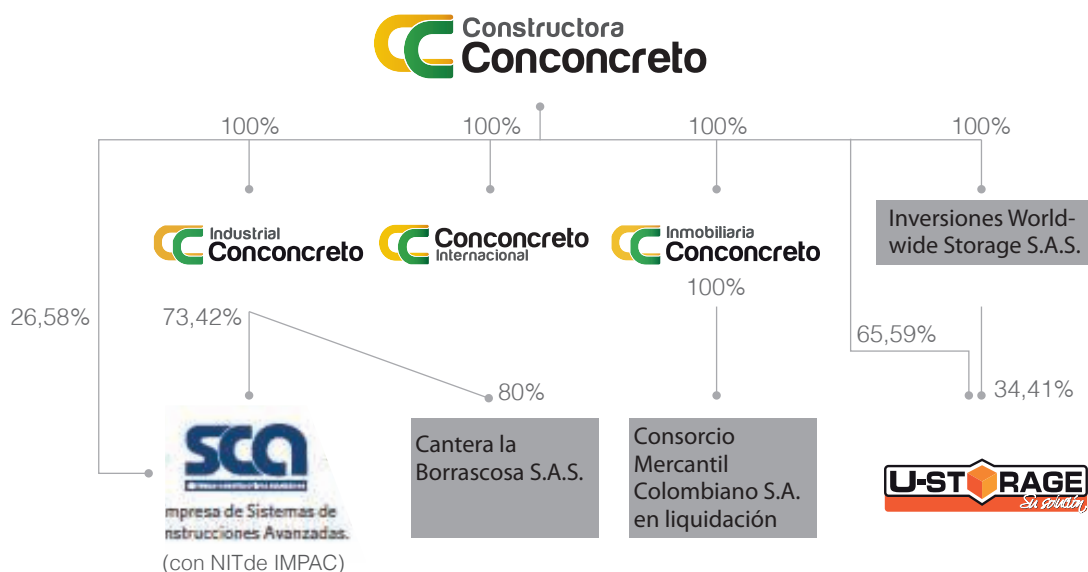 Constructora
Conconcreto
100%
100%
100%
100%
Industrial
Conconcreto
Conconcreto
Internacional
Inmobiliaria
Conconcreto
Inversiones World-
wide Storage S.A.S.
100%
26,58%
73,42%
65,59%
80%
34,41%
sca
Cantera la
Borrascosa S.A.S.
Consorcio
Mercantil
Colombiano S.A.
en liquidación
U-STORAGE
Su solución
mpresa de Sistemas de
nstrucciones Avanzadas.
(con NITde IMPAC)